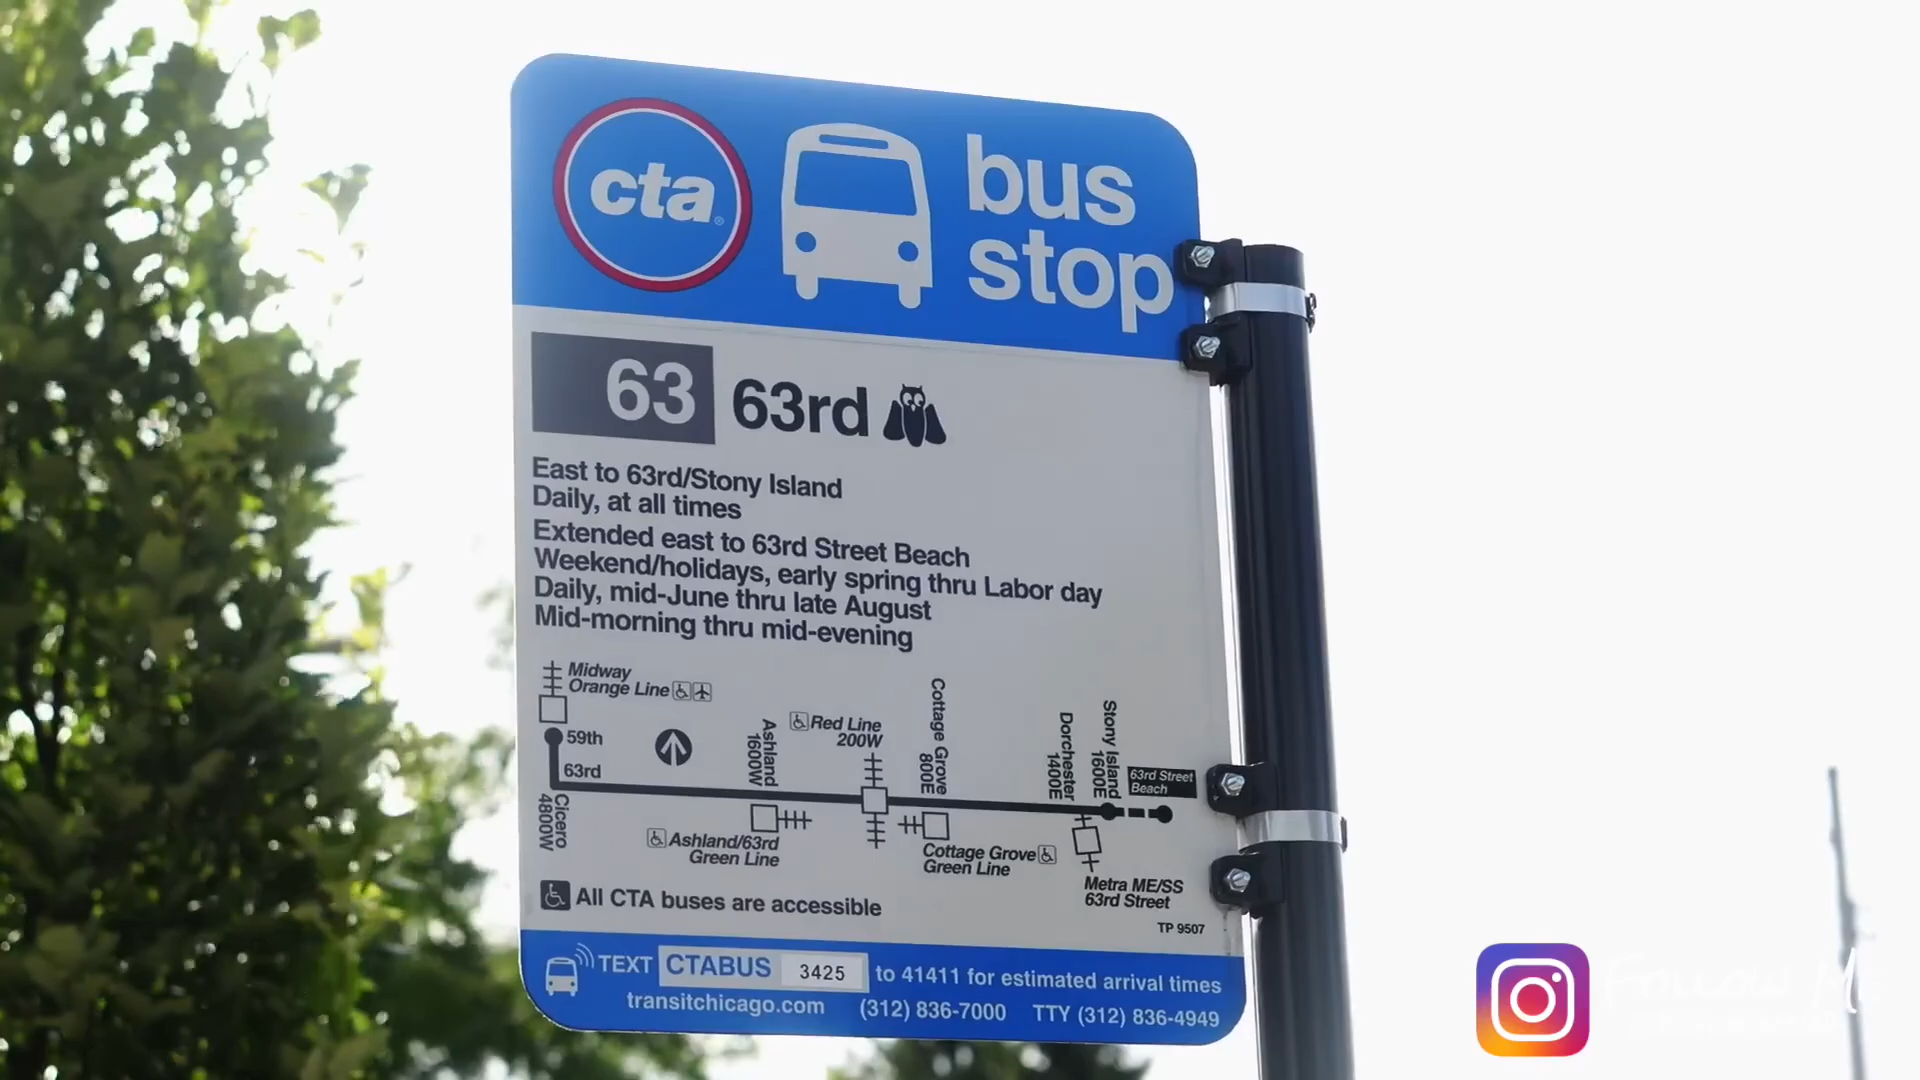 cta
bus
stop
63 63rd
East to 63rd/Stony Island
Daily, at all times
Extended east to 63rd Street Beach
Weekend/holidays, early spring thru Labor day
Daily, mid-June thru late August
Mid-morning thru mid-evening
Midway
Orange Line
59th
63rd
Cicero
4800W
Ashland
1600W
Ashland/63rd
Green Line
Red Line
200W
Cottage Grove
800E
Cottage Grove
Green Line
Dorchester
1400E
Stony Island
1600E
63rd Street
Beach
Metra ME/SS
63rd Street
All CTA buses are accessible
TP 9507
TEXT CTABUS 3425 to 41411 for estimated arrival times
transitchicago.com (312) 836-7000 TTY (312) 836-4949
Follow Me